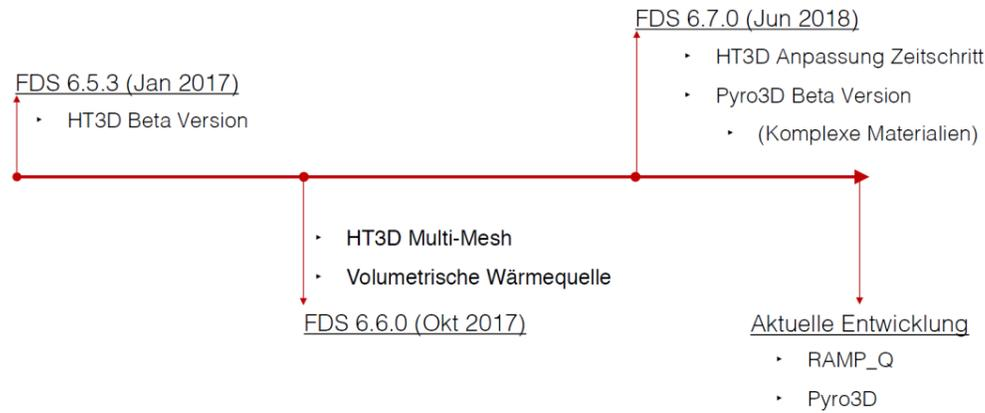 FDS 6.5.3 (Jan 2017)
‣ HT3D Beta Version
‣ HT3D Multi-Mesh
‣ Volumetrische Wärmequelle
FDS 6.6.0 (Okt 2017)
FDS 6.7.0 (Jun 2018)
‣ HT3D Anpassung Zeitschritt
‣ Pyro3D Beta Version
‣ (Komplexe Materialien)
Aktuelle Entwicklung
‣ RAMP_Q
‣ Pyro3D